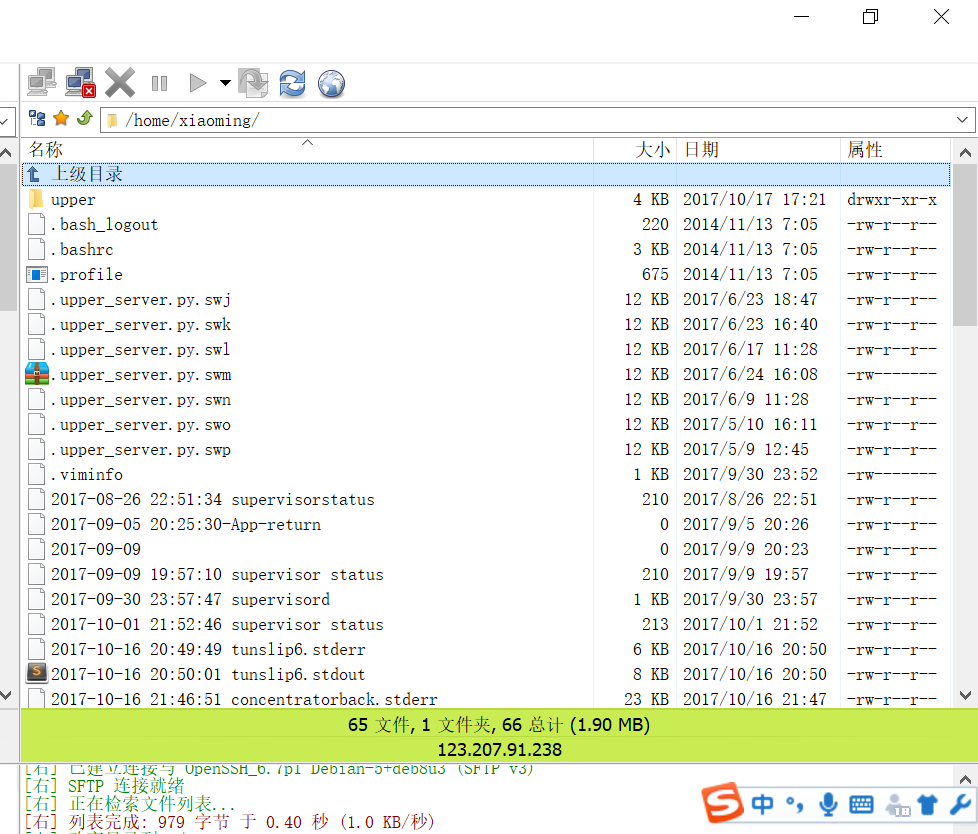 /home/xiaoming/
名称 大小 日期 属性
上级目录
upper 4 KB 2017/10/17 17:21 drwxr-xr-x
.bash_logout 220 2014/11/13 7:05 -rw-r--r--
.bashrc 3 KB 2014/11/13 7:05 -rw-r--r--
.profile 675 2014/11/13 7:05 -rw-r--r--
.upper_server.py.swj 12 KB 2017/6/23 18:47 -rw-r--r--
.upper_server.py.swk 12 KB 2017/6/23 16:40 -rw-r--r--
.upper_server.py.swl 12 KB 2017/6/17 11:28 -rw-r--r--
.upper_server.py.swm 12 KB 2017/6/24 16:08 -rw-------
.upper_server.py.swn 12 KB 2017/6/9 11:28 -rw-r--r--
.upper_server.py.swo 12 KB 2017/5/10 16:11 -rw-r--r--
.upper_server.py.swp 12 KB 2017/5/9 12:45 -rw-r--r--
.viminfo 1 KB 2017/9/30 23:52 -rw-------
2017-08-26 22:51:34 supervisorstatus 210 2017/8/26 22:51 -rw-r--r--
2017-09-05 20:25:30-App-return 0 2017/9/5 20:26 -rw-r--r--
2017-09-09 0 2017/9/9 20:23 -rw-r--r--
2017-09-09 19:57:10 supervisor status 210 2017/9/9 19:57 -rw-r--r--
2017-09-30 23:57:47 supervisord 1 KB 2017/9/30 23:57 -rw-r--r--
2017-10-01 21:52:46 supervisor status 213 2017/10/1 21:52 -rw-r--r--
2017-10-16 20:49:49 tunslip6.stderr 6 KB 2017/10/16 20:50 -rw-r--r--
2017-10-16 20:50:01 tunslip6.stdout 8 KB 2017/10/16 20:50 -rw-r--r--
2017-10-16 21:46:51 concentratorback.stderr 23 KB 2017/10/16 21:47 -rw-r--r--
65 文件, 1 文件夹, 66 总计 (1.90 MB)
123.207.91.238
[右] 已建立连接与 OpenSSH_6.7p1 Debian-5+deb8u3 (SFTP v3)
[右] SFTP 连接就绪
[右] 正在检索文件列表...
[右] 列表完成: 979 字节 于 0.40 秒 (1.0 KB/秒)
S 中